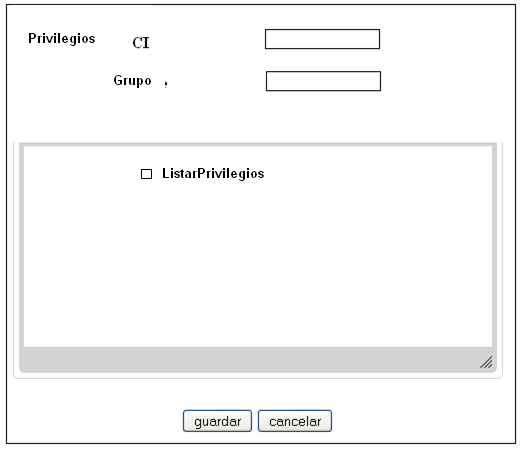 Privilegios CI
Grupo ,
ListarPrivilegios
guardar cancelar